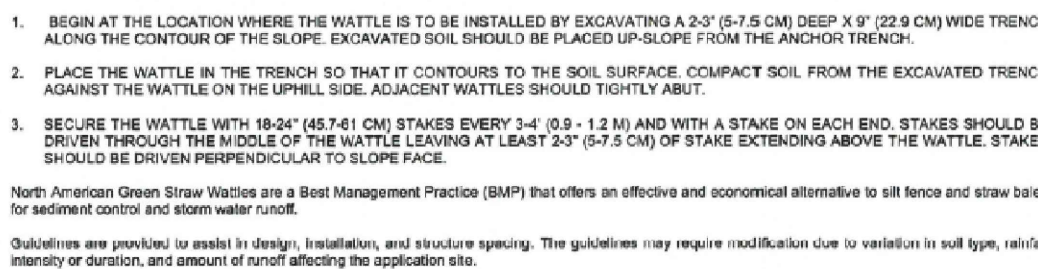 1. BEGIN AT THE LOCATION WHERE THE WATTLE IS TO BE INSTALLED BY EXCAVATING A 2-3" (5-7.5 CM) DEEP X 9" (22.9 CM) WIDE TRENC
ALONG THE CONTOUR OF THE SLOPE. EXCAVATED SOIL SHOULD BE PLACED UP-SLOPE FROM THE ANCHOR TRENCH.
2. PLACE THE WATTLE IN THE TRENCH SO THAT IT CONTOURS TO THE SOIL SURFACE. COMPACT SOIL FROM THE EXCAVATED TRENC
AGAINST THE WATTLE ON THE UPHILL SIDE. ADJACENT WATTLES SHOULD TIGHTLY ABUT.
3. SECURE THE WATTLE WITH 18-24" (45.7-61 CM) STAKES EVERY 3-4' (0.9 - 1.2 M) AND WITH A STAKE ON EACH END. STAKES SHOULD B
DRIVEN THROUGH THE MIDDLE OF THE WATTLE LEAVING AT LEAST 2-3" (5-7.5 CM) OF STAKE EXTENDING ABOVE THE WATTLE. STAKE
SHOULD BE DRIVEN PERPENDICULAR TO SLOPE FACE.
North American Green Straw Wattles are a Best Management Practice (BMP) that offers an effective and economical alternative to silt fence and straw bale
for sediment control and storm water runoff.
Guidelines are provided to assist in design, installation, and structure spacing. The guidelines may require modification due to variation in soil type, rainfa
intensity or duration, and amount of runoff affecting the application site.